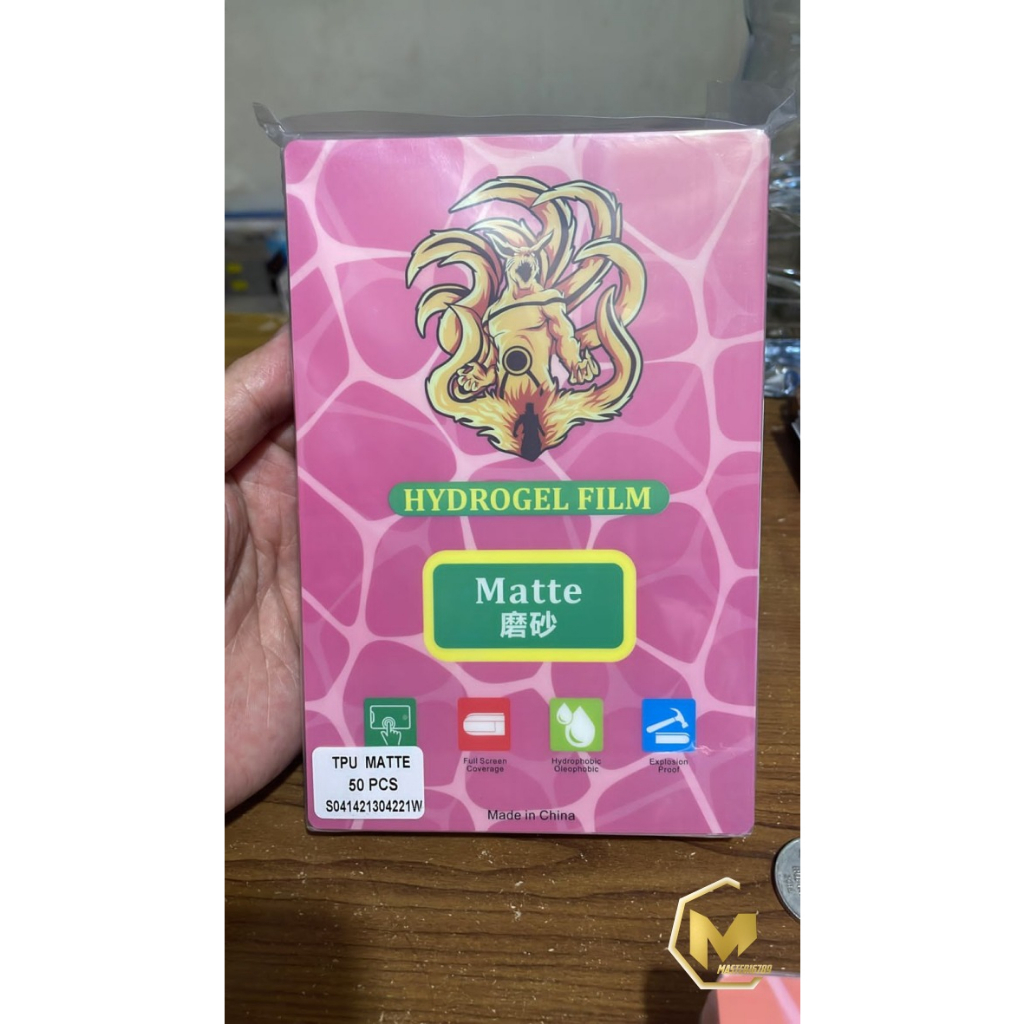 HYDROGEL FILM
Matte
磨砂
Full Screen
Coverage
Hydrophobic
Oleophobic
Explosion
Proof
TPU MATTE
50 PCS
S041421304221W
Made in China
M
MASTER16700